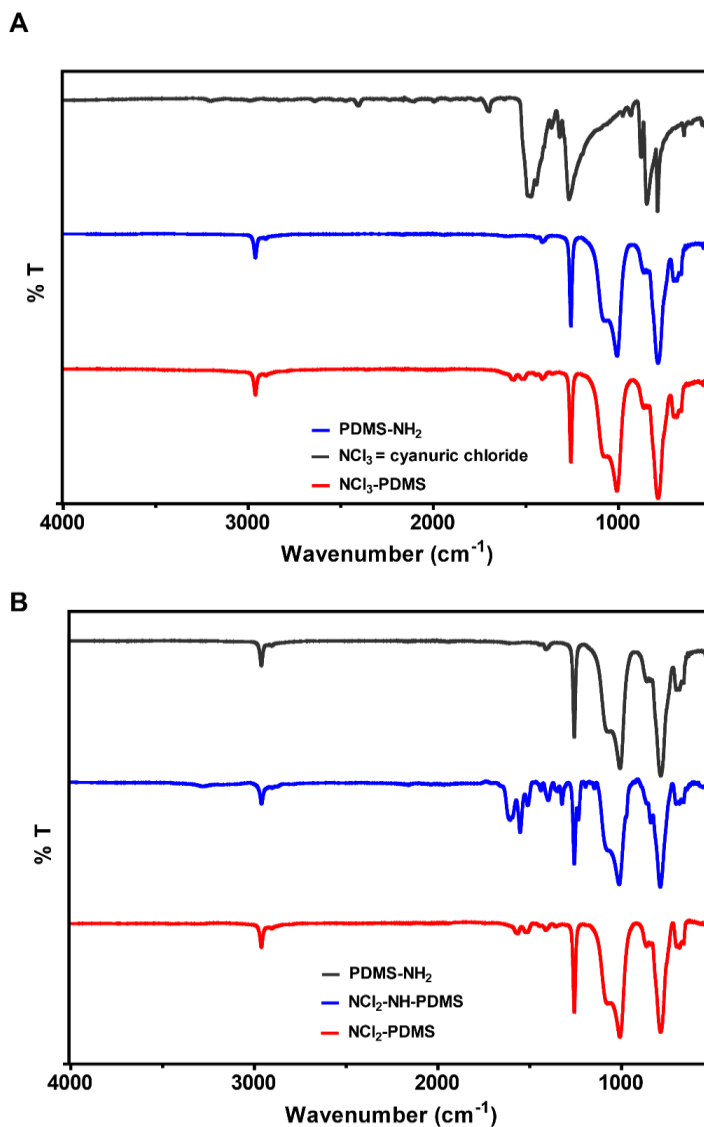 A
% T
PDMS-NH₂
NCl₃ = cyanuric chloride
NCl₃-PDMS
4000 3000 2000 1000
Wavenumber (cm⁻¹)
B
% T
PDMS-NH₂
NCl₂-NH-PDMS
NCl₂-PDMS
4000 3000 2000 1000
Wavenumber (cm⁻¹)